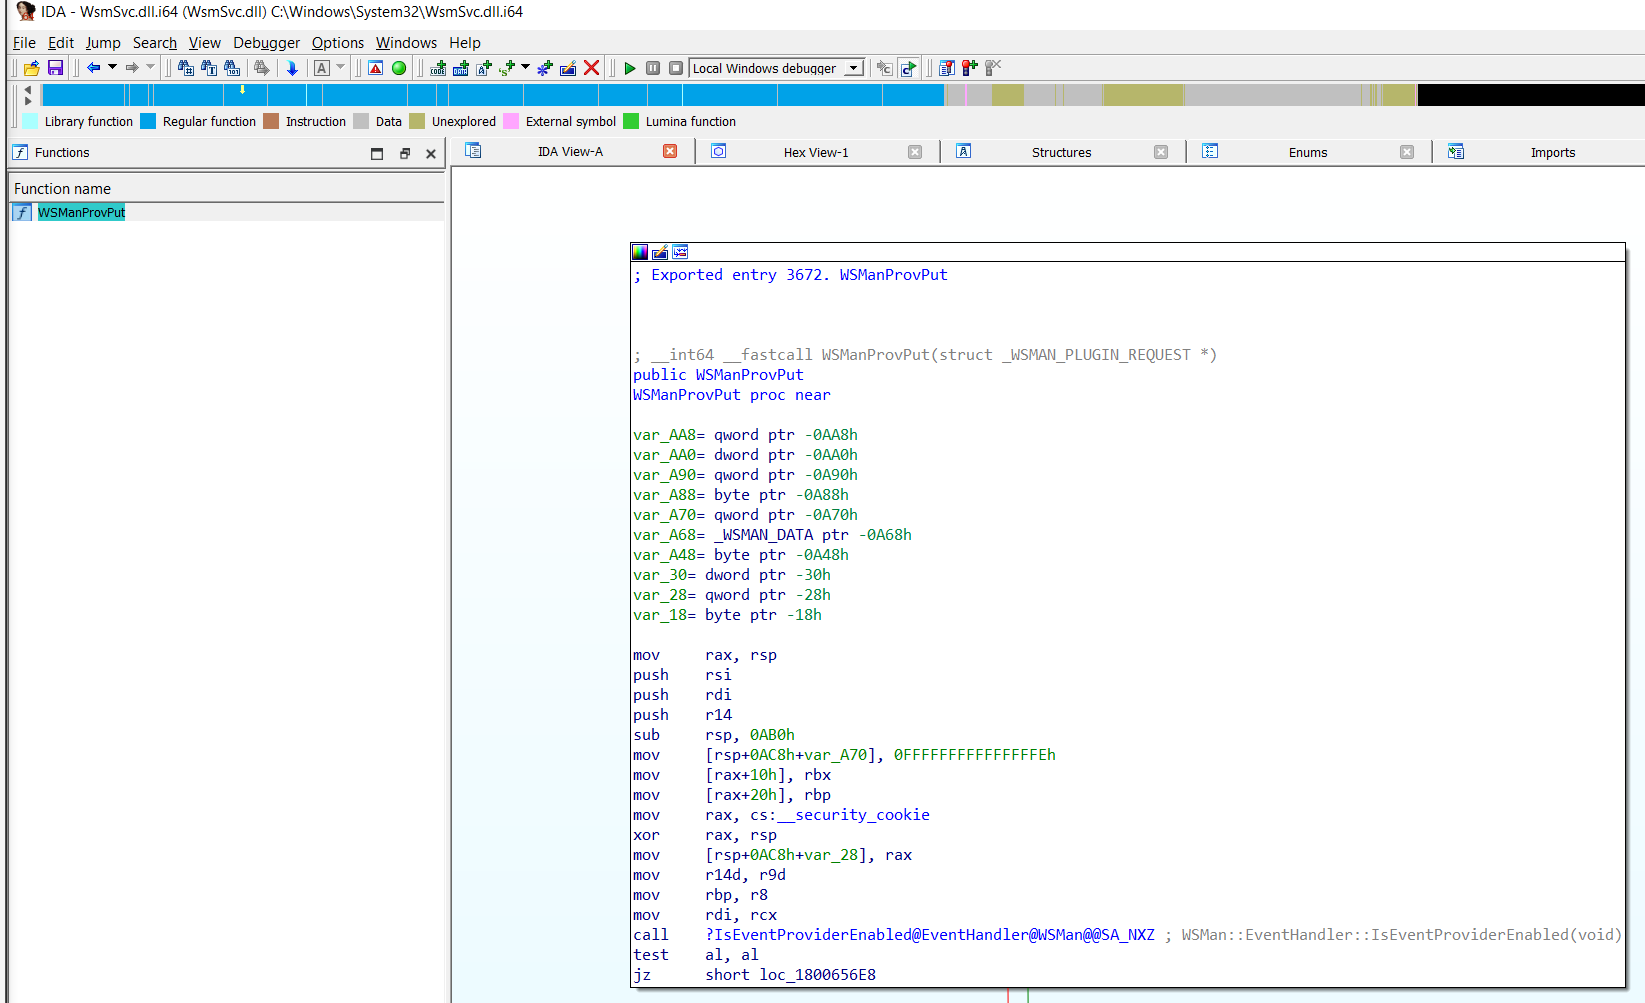 IDA - WsmSvc.dll.i64 (WsmSvc.dll) C:\Windows\System32\WsmSvc.dll.i64
File Edit Jump Search View Debugger Options Windows Help
Local Windows debugger
Library function Regular function Instruction Data Unexplored External symbol Lumina function
Functions
IDA View-A Hex View-1 Structures Enums Imports
Function name
WSManProvPut
; Exported entry 3672. WSManProvPut
; __int64 __fastcall WSManProvPut(struct _WSMAN_PLUGIN_REQUEST *)
public WSManProvPut
WSManProvPut proc near
var_AA8= qword ptr -0AA8h
var_AA0= dword ptr -0AA0h
var_A90= qword ptr -0A90h
var_A88= byte ptr -0A88h
var_A70= qword ptr -0A70h
var_A68= _WSMAN_DATA ptr -0A68h
var_A48= byte ptr -0A48h
var_30= dword ptr -30h
var_28= qword ptr -28h
var_18= byte ptr -18h
mov rax, rsp
push rsi
push rdi
push r14
sub rsp, 0AB0h
mov [rsp+0AC8h+var_A70], 0FFFFFFFFFFFFFFFEh
mov [rax+10h], rbx
mov [rax+20h], rbp
mov rax, cs:__security_cookie
xor rax, rsp
mov [rsp+0AC8h+var_28], rax
mov r14d, r9d
mov rbp, r8
mov rdi, rcx
call ?IsEventProviderEnabled@EventHandler@WSMan@@SA_NXZ ; WSMan::EventHandler::IsEventProviderEnabled(void)
test al, al
jz short loc_1800656E8